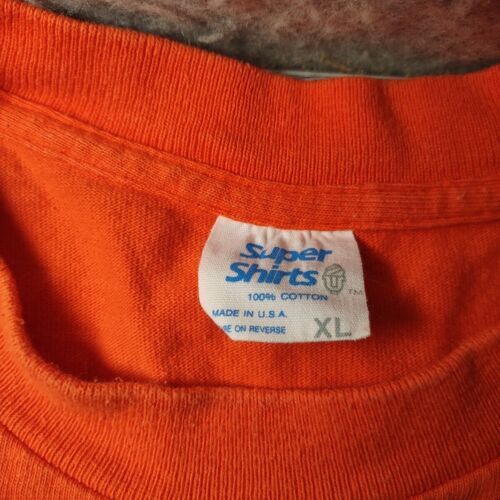 Super
Shirts
TM
100% COTTON
MADE IN U.S.A.
ON REVERSE
XL